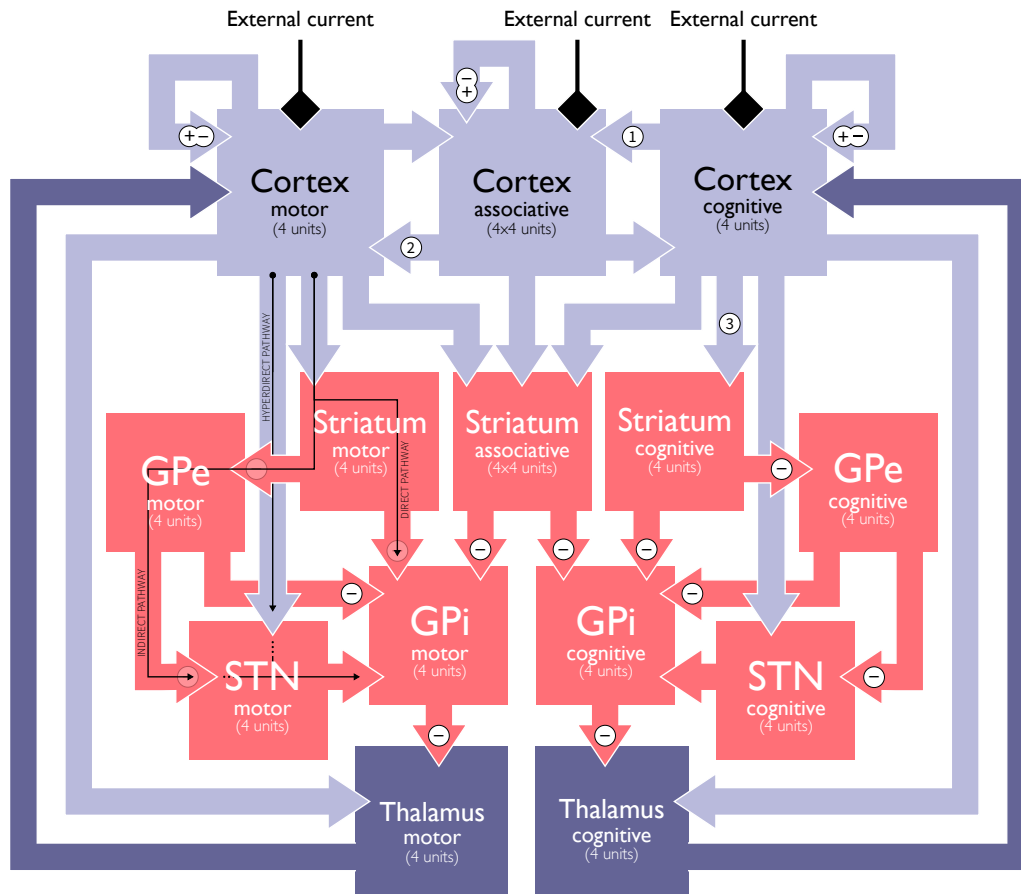 External current
External current
External current
−
+
+ −
1
+ −
Cortex
motor
(4 units)
Cortex
associative
(4x4 units)
Cortex
cognitive
(4 units)
2
3
HYPERDIRECT PATHWAY
Striatum
motor
(4 units)
Striatum
associative
(4x4 units)
Striatum
cognitive
(4 units)
DIRECT PATHWAY
GPe
motor
(4 units)
−
−
GPe
cognitive
(4 units)
−
−
−
−
−
INDIRECT PATHWAY
−
−
GPi
motor
(4 units)
GPi
cognitive
(4 units)
−
STN
motor
(4 units)
STN
cognitive
(4 units)
−
−
−
Thalamus
motor
(4 units)
Thalamus
cognitive
(4 units)